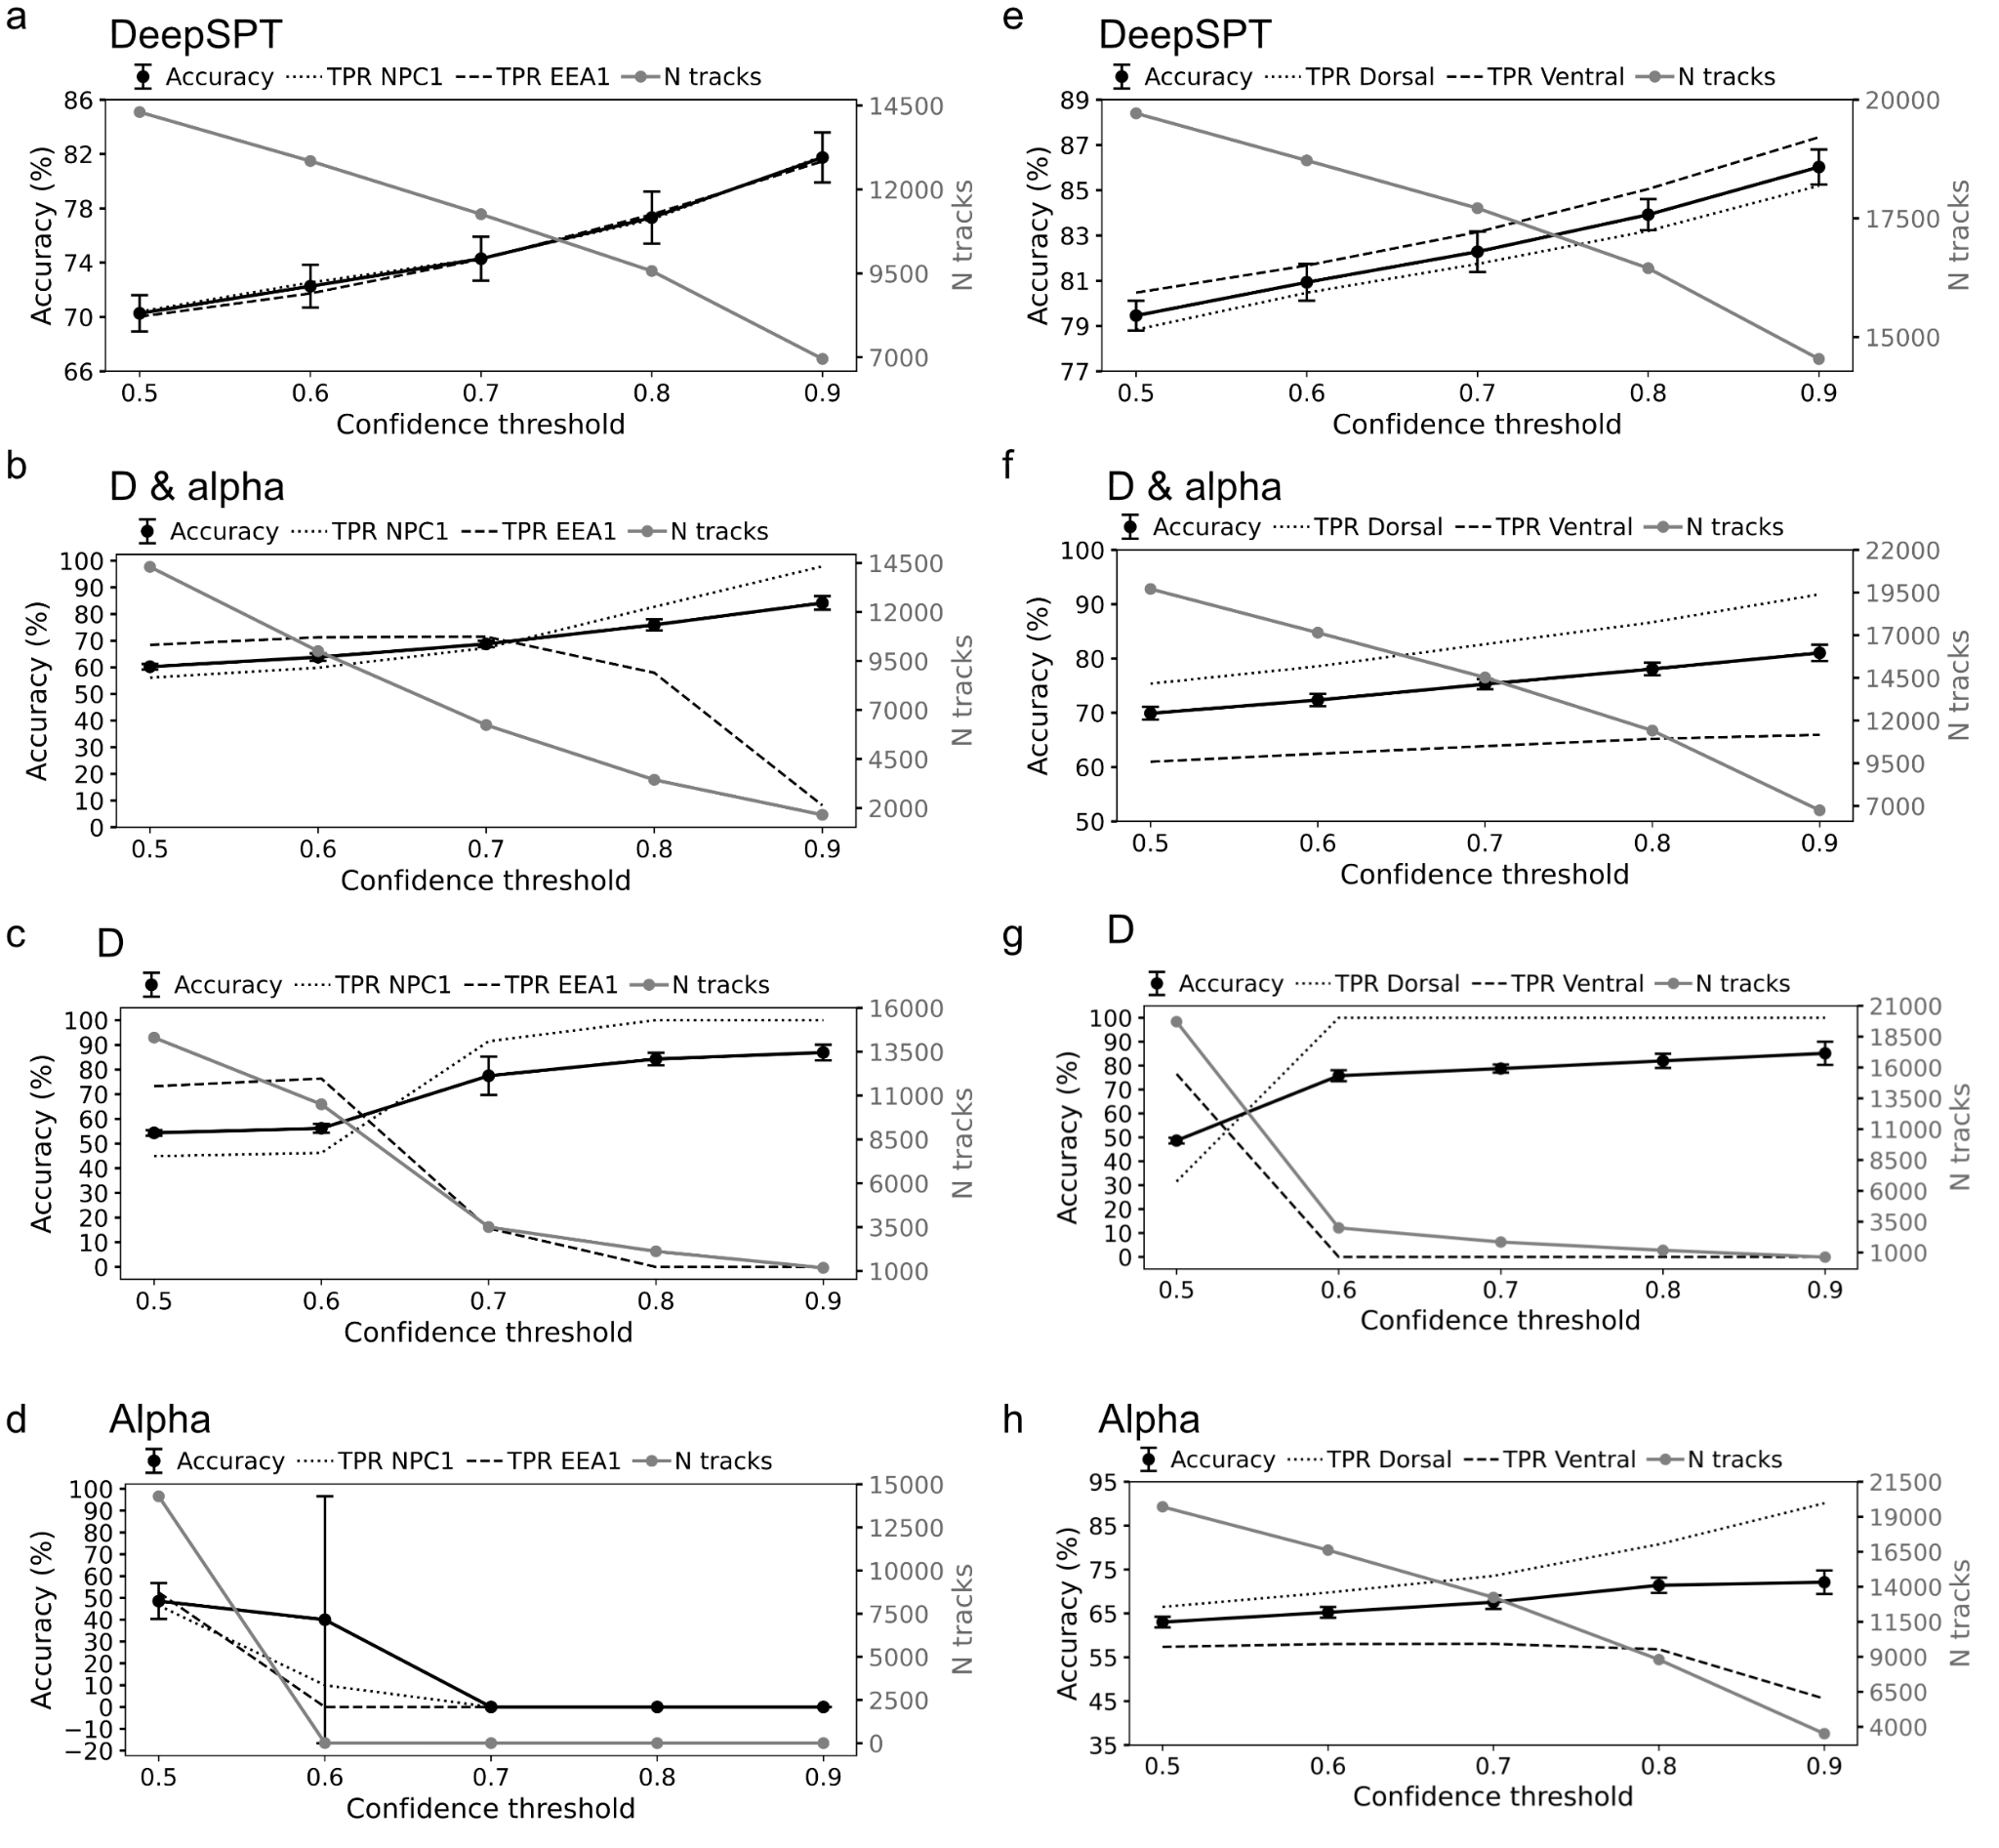 a
DeepSPT
Accuracy TPR NPC1 TPR EEA1 N tracks
86
82
78
74
70
66
Accuracy (%)
14500
12000
9500
7000
N tracks
0.5 0.6 0.7 0.8 0.9
Confidence threshold
b
D & alpha
Accuracy TPR NPC1 TPR EEA1 N tracks
100
90
80
70
60
50
40
30
20
10
0
Accuracy (%)
14500
12000
9500
7000
4500
2000
N tracks
0.5 0.6 0.7 0.8 0.9
Confidence threshold
c
D
Accuracy TPR NPC1 TPR EEA1 N tracks
100
90
80
70
60
50
40
30
20
10
0
Accuracy (%)
16000
13500
11000
8500
6000
3500
1000
N tracks
0.5 0.6 0.7 0.8 0.9
Confidence threshold
d
Alpha
Accuracy TPR NPC1 TPR EEA1 N tracks
100
90
80
70
60
50
40
30
20
10
0
−10
−20
Accuracy (%)
15000
12500
10000
7500
5000
2500
0
N tracks
0.5 0.6 0.7 0.8 0.9
Confidence threshold
e
DeepSPT
Accuracy TPR Dorsal TPR Ventral N tracks
89
87
85
83
81
79
77
Accuracy (%)
20000
17500
15000
N tracks
0.5 0.6 0.7 0.8 0.9
Confidence threshold
f
D & alpha
Accuracy TPR Dorsal TPR Ventral N tracks
100
90
80
70
60
50
Accuracy (%)
22000
19500
17000
14500
12000
9500
7000
N tracks
0.5 0.6 0.7 0.8 0.9
Confidence threshold
g
D
Accuracy TPR Dorsal TPR Ventral N tracks
100
90
80
70
60
50
40
30
20
10
0
Accuracy (%)
21000
18500
16000
13500
11000
8500
6000
3500
1000
N tracks
0.5 0.6 0.7 0.8 0.9
Confidence threshold
h
Alpha
Accuracy TPR Dorsal TPR Ventral N tracks
95
85
75
65
55
45
35
Accuracy (%)
21500
19000
16500
14000
11500
9000
6500
4000
N tracks
0.5 0.6 0.7 0.8 0.9
Confidence threshold